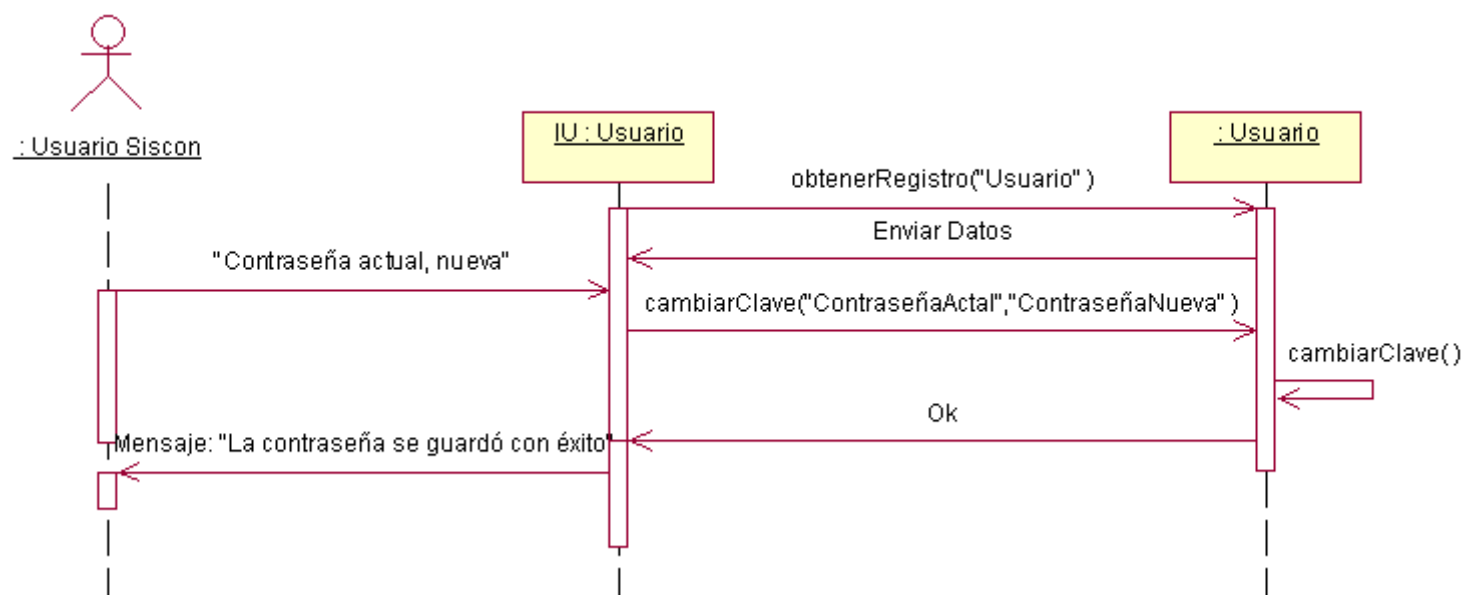 : Usuario Siscon
IU : Usuario
: Usuario
obtenerRegistro("Usuario" )
Enviar Datos
"Contraseña actual, nueva"
cambiarClave("ContraseñaActal","ContraseñaNueva" )
cambiarClave( )
Ok
Mensaje: "La contraseña se guardó con éxito"